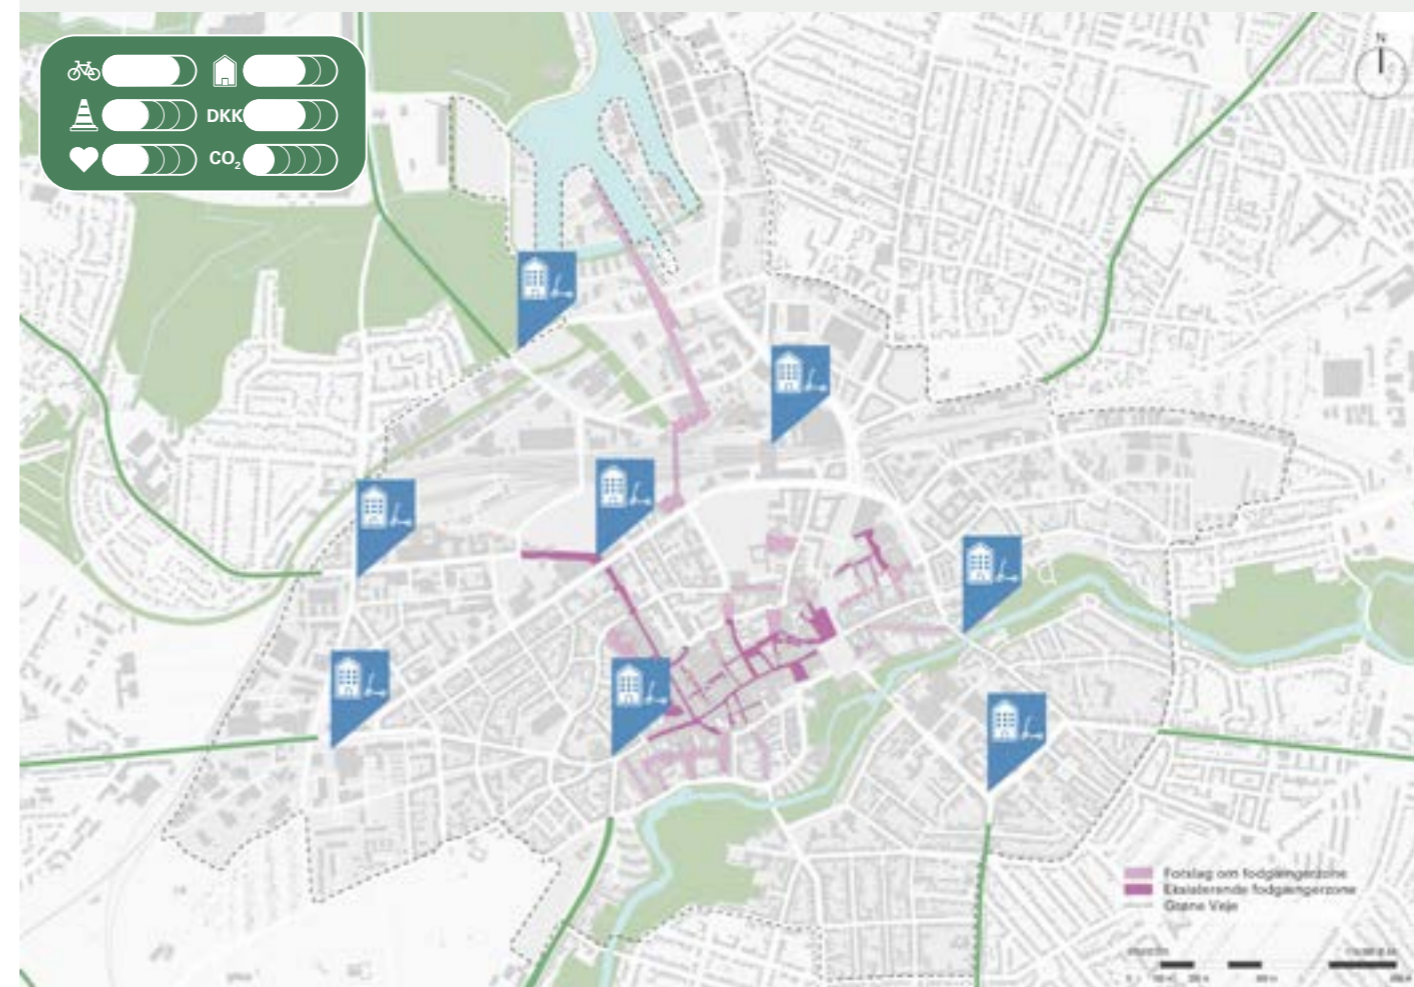 DKK
CO₂
N
Forslag om fodgængerzone
Eksisterende fodgængerzone
Grønne Veje